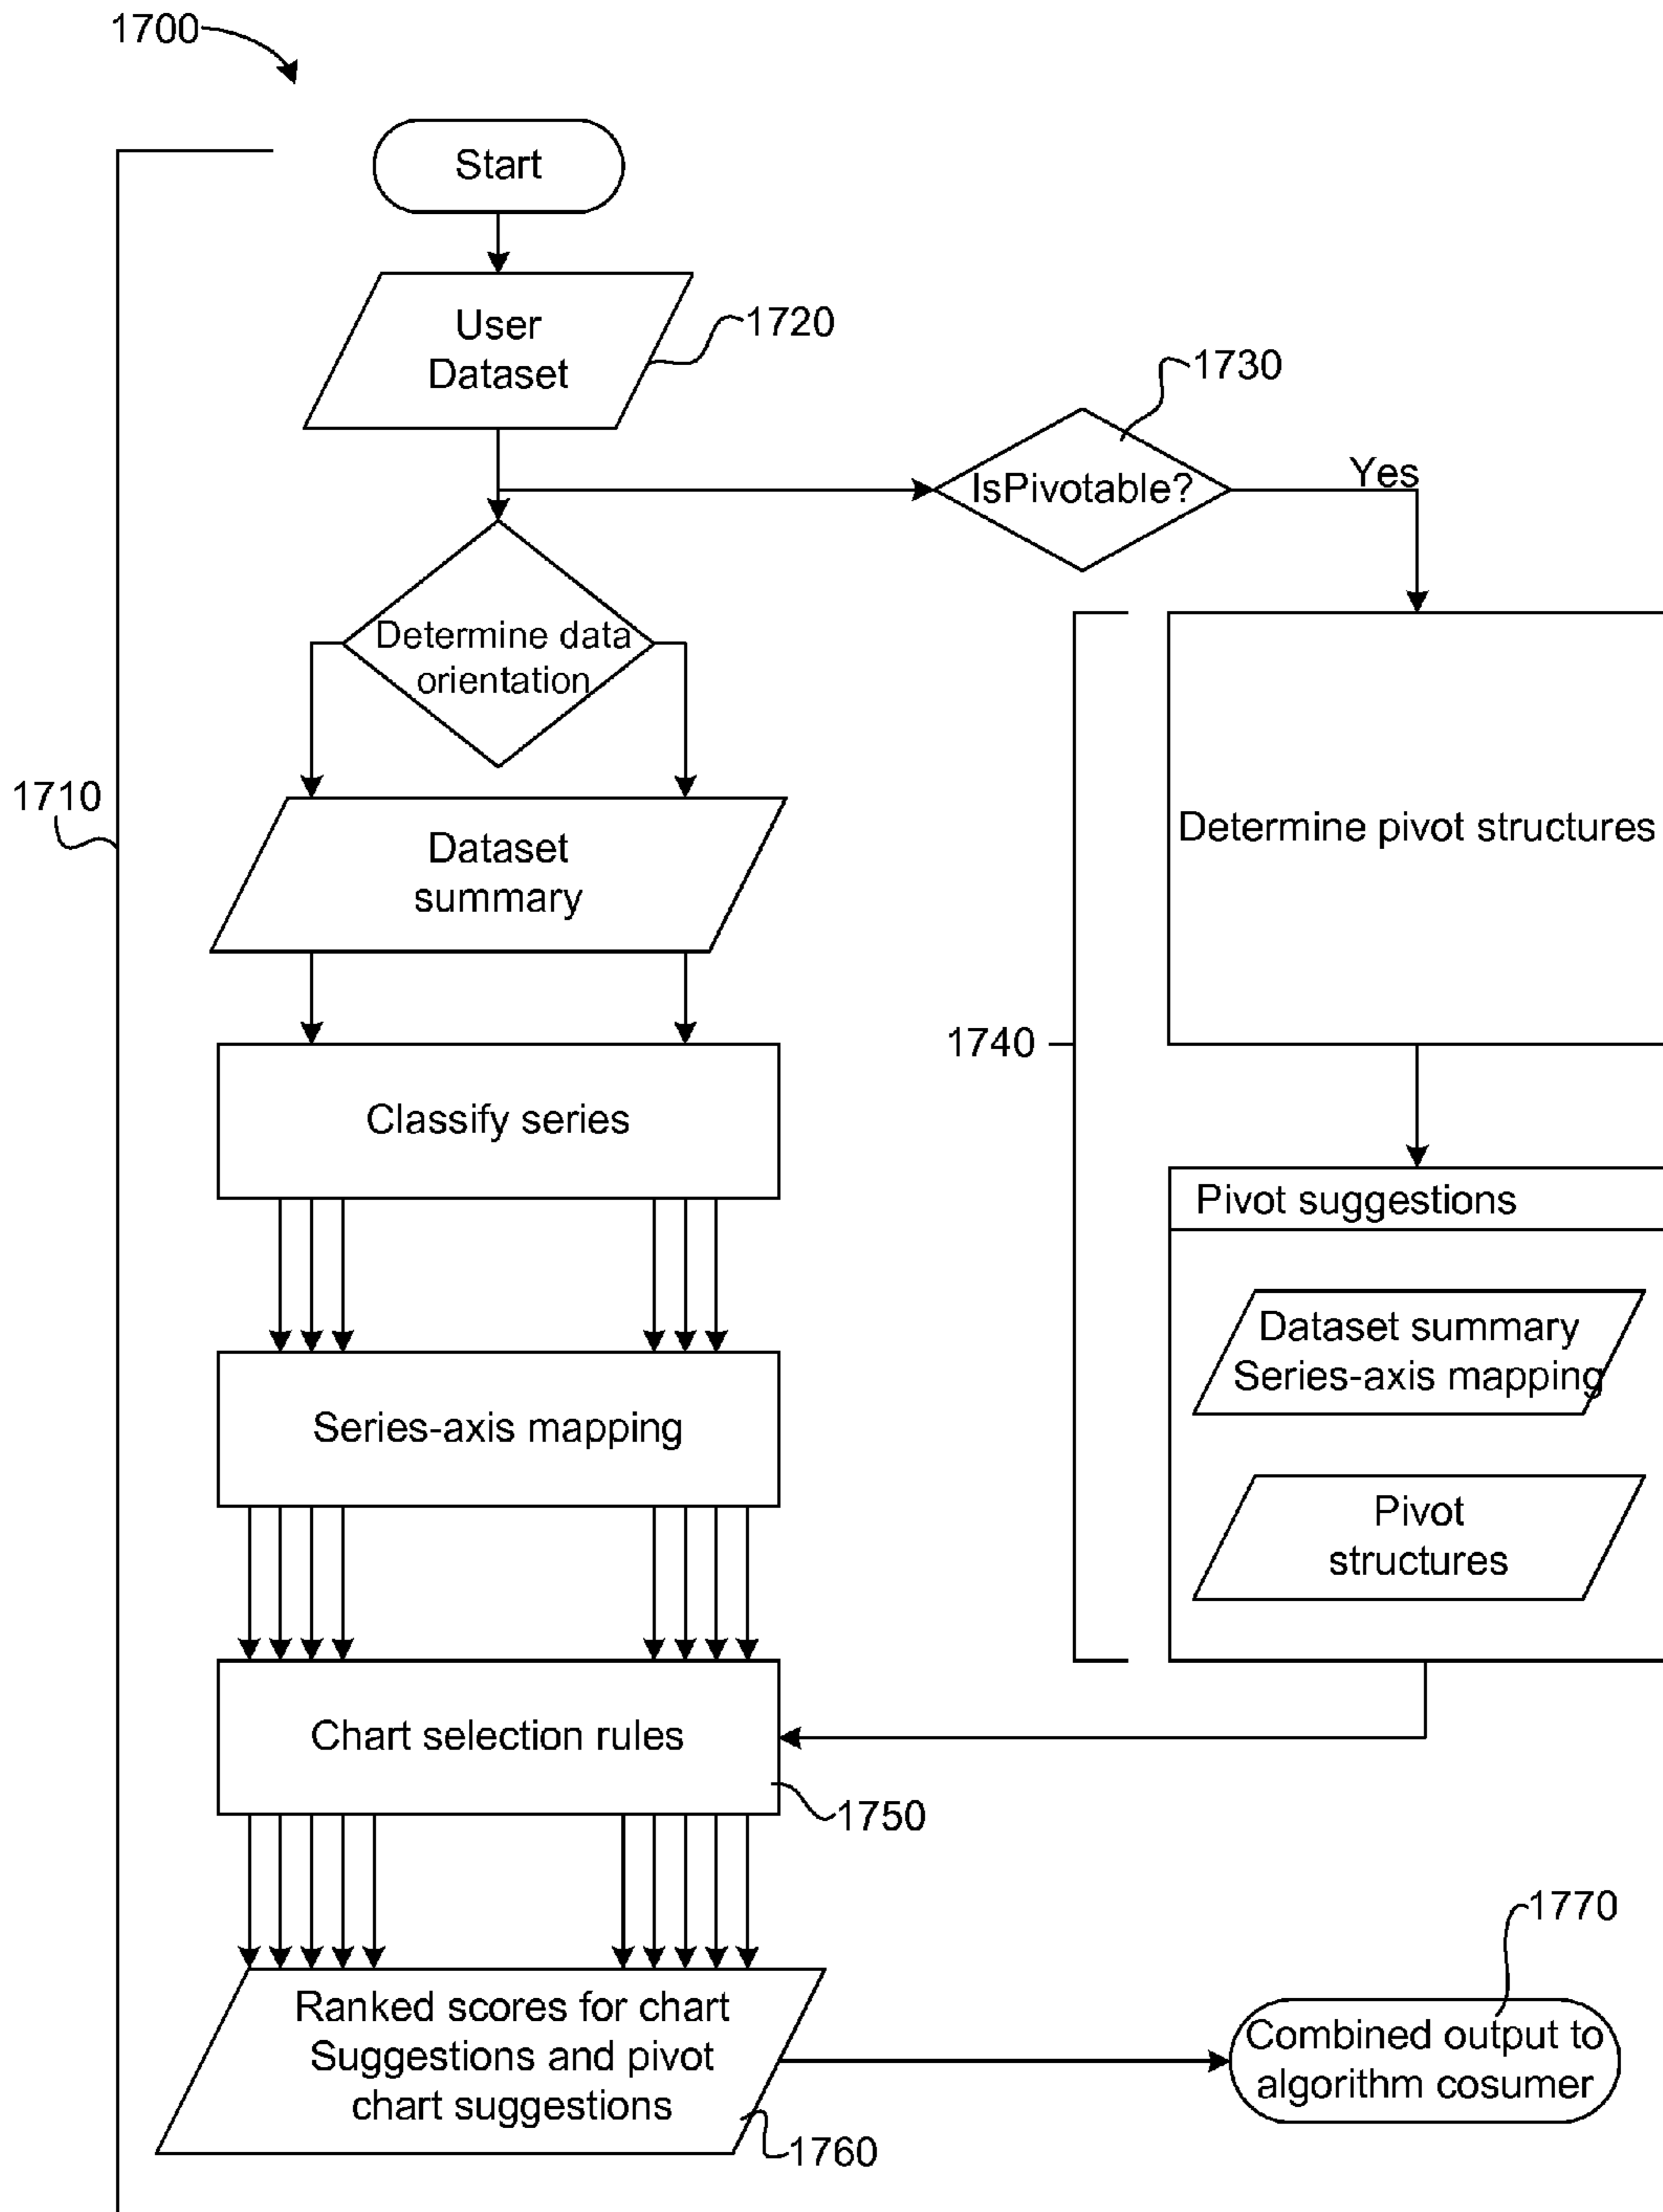 1700
Start
User
Dataset
1720
1730
IsPivotable?
Yes
Determine data
orientation
1710
Dataset
summary
Determine pivot structures
1740
Classify series
Pivot suggestions
Dataset summary
Series-axis mapping
Series-axis mapping
Pivot
structures
Chart selection rules
1750
1770
Ranked scores for chart
Suggestions and pivot
chart suggestions
Combined output to
algorithm cosumer
1760